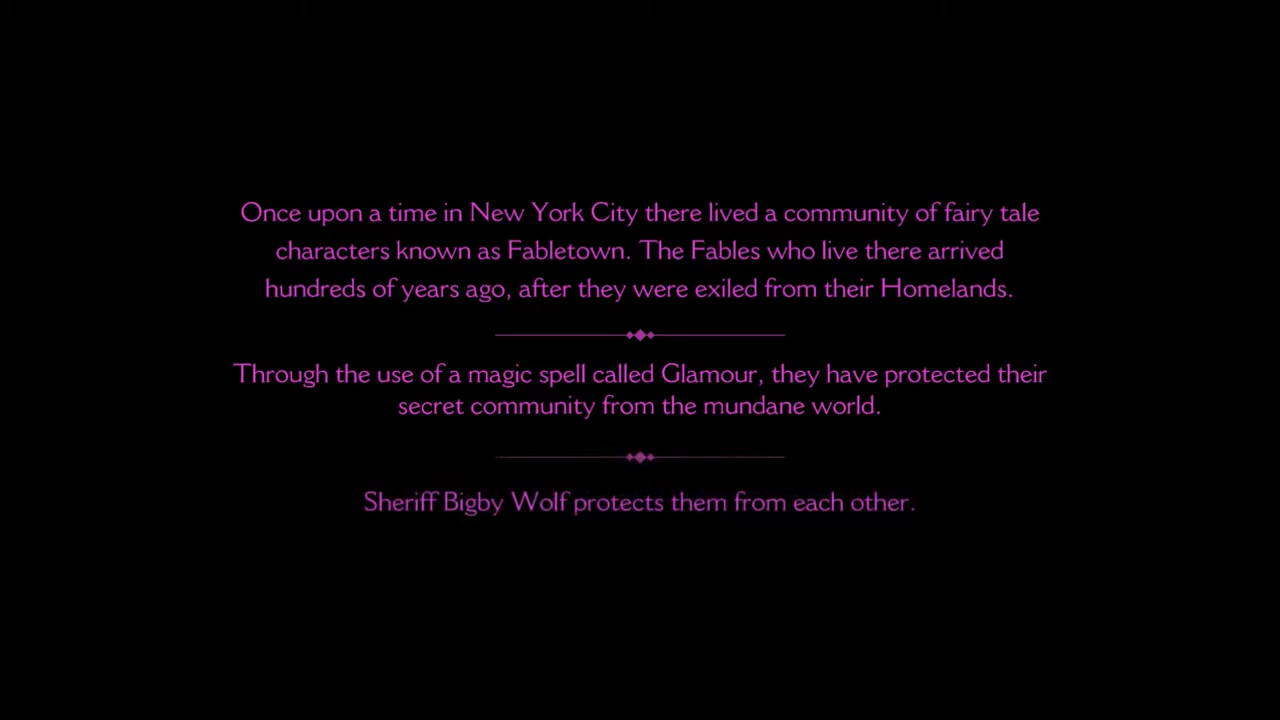 Once upon a time in New York City there lived a community of fairy tale
characters known as Fabletown. The Fables who live there arrived
hundreds of years ago, after they were exiled from their Homelands.
Through the use of a magic spell called Glamour, they have protected their
secret community from the mundane world.
Sheriff Bigby Wolf protects them from each other.